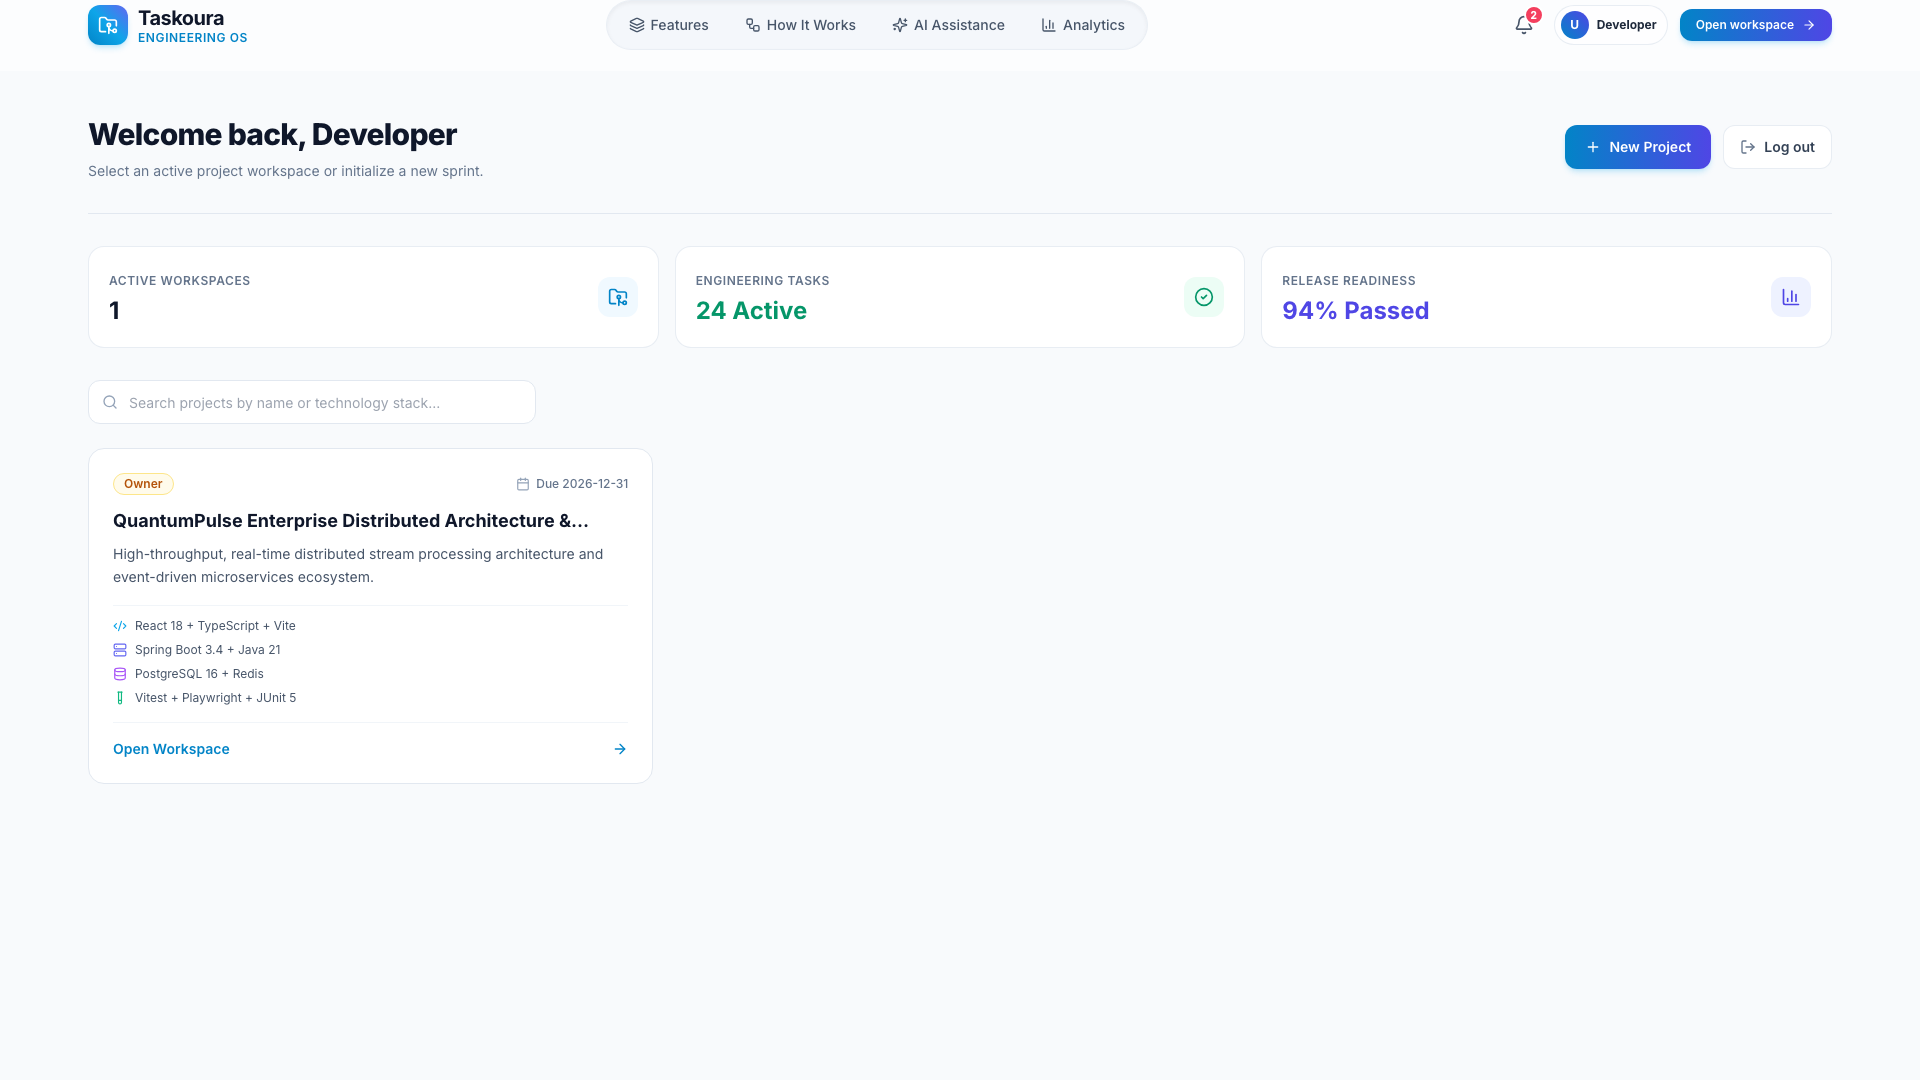 Taskoura
ENGINEERING OS
Features
How It Works
AI Assistance
Analytics
2
U
Developer
Open workspace
Welcome back, Developer
Select an active project workspace or initialize a new sprint.
New Project
Log out
ACTIVE WORKSPACES
1
ENGINEERING TASKS
24 Active
RELEASE READINESS
94% Passed
Search projects by name or technology stack...
Owner
Due 2026-12-31
QuantumPulse Enterprise Distributed Architecture &...
High-throughput, real-time distributed stream processing architecture and
event-driven microservices ecosystem.
React 18 + TypeScript + Vite
Spring Boot 3.4 + Java 21
PostgreSQL 16 + Redis
Vitest + Playwright + JUnit 5
Open Workspace